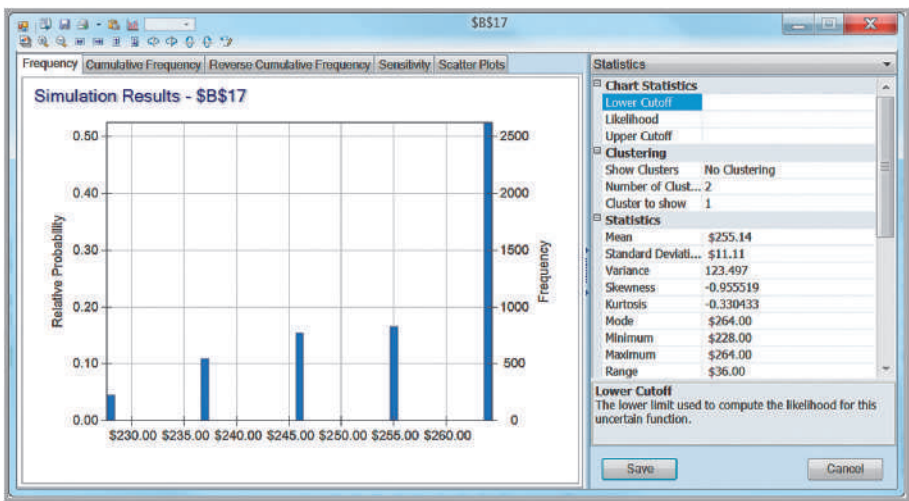 $B$17
Frequency Cumulative Frequency Reverse Cumulative Frequency Sensitivity Scatter Plots
Simulation Results - $B$17
Relative Probability
0.50
0.40
0.30
0.20
0.10
0.00
$230.00 $235.00 $240.00 $245.00 $250.00 $255.00 $260.00
2500
2000
1500
1000
500
0
Frequency
Statistics
Chart Statistics
Lower Cutoff
Likelihood
Upper Cutoff
Clustering
Show Clusters No Clustering
Number of Clust... 2
Cluster to show 1
Statistics
Mean $255.14
Standard Deviati... $11.11
Variance 123.497
Skewness -0.955519
Kurtosis -0.330433
Mode $264.00
Minimum $228.00
Maximum $264.00
Range $36.00
Lower Cutoff
The lower limit used to compute the likelihood for this
uncertain function.
Save Cancel